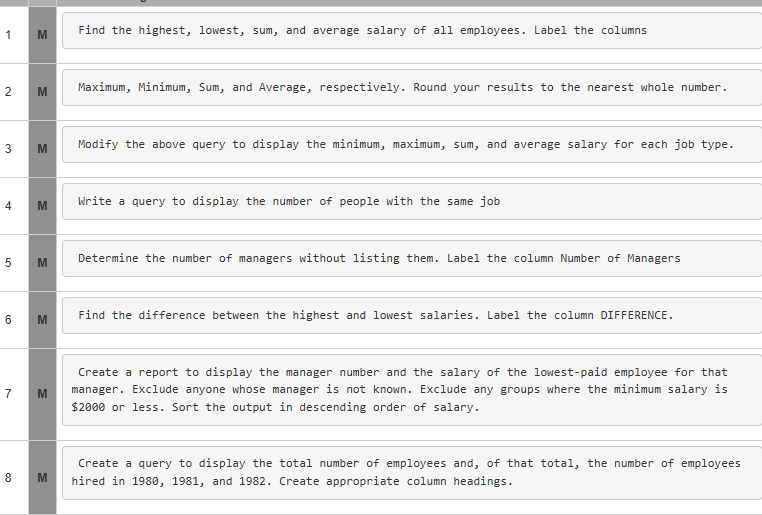 1 M Find the highest, lowest, sum, and average salary of all employees. Label the columns
2 M Maximum, Minimum, Sum, and Average, respectively. Round your results to the nearest whole number.
3 M Modify the above query to display the minimum, maximum, sum, and average salary for each job type.
4 M Write a query to display the number of people with the same job
5 M Determine the number of managers without listing them. Label the column Number of Managers
6 M Find the difference between the highest and lowest salaries. Label the column DIFFERENCE.
7 M Create a report to display the manager number and the salary of the lowest-paid employee for that
manager. Exclude anyone whose manager is not known. Exclude any groups where the minimum salary is
$2000 or less. Sort the output in descending order of salary.
8 M Create a query to display the total number of employees and, of that total, the number of employees
hired in 1980, 1981, and 1982. Create appropriate column headings.